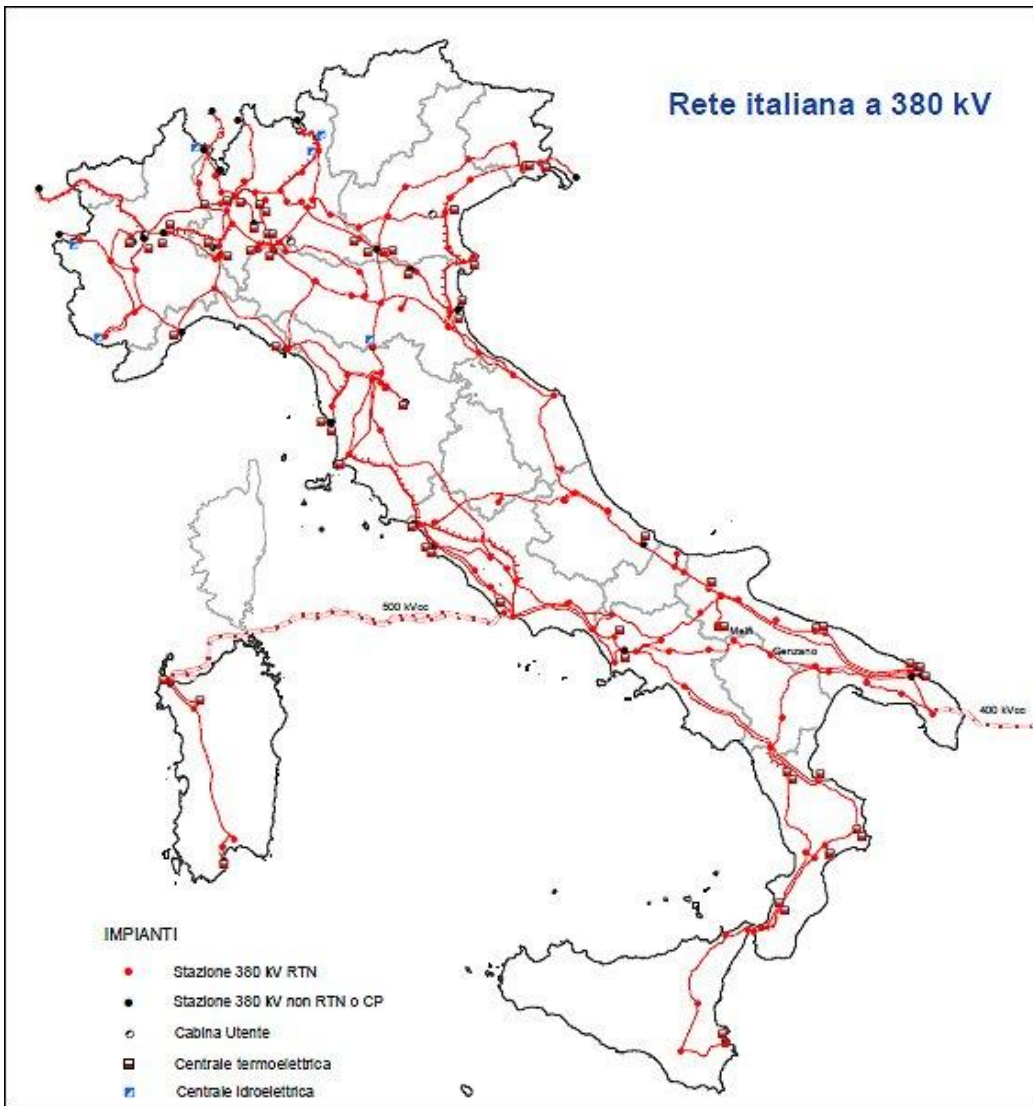 Rete italiana a 380 kV
500 kVcc
Melfi
Genzano
400 kVcc
IMPIANTI
Stazione 380 kV RTN
Stazione 380 kV non RTN o CP
Cabina Utente
Centrale termoelettrica
Centrale Idroelettrica